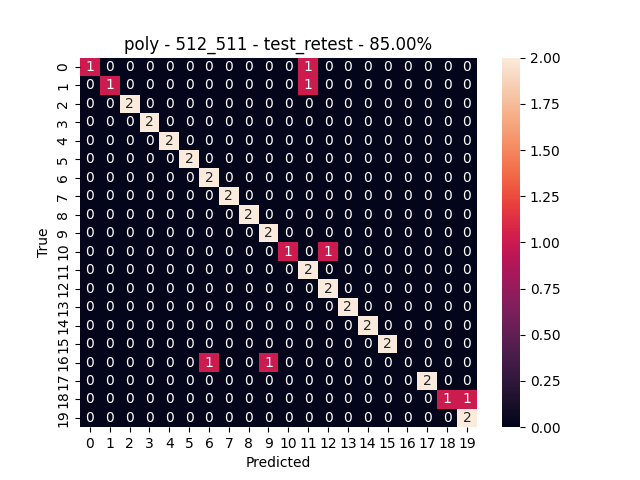 poly - 512_511 - test_retest - 85.00%
0 1 0 0 0 0 0 0 0 0 0 0 1 0 0 0 0 0 0 0 0
1 0 1 0 0 0 0 0 0 0 0 0 1 0 0 0 0 0 0 0 0
2 0 0 2 0 0 0 0 0 0 0 0 0 0 0 0 0 0 0 0 0
3 0 0 0 2 0 0 0 0 0 0 0 0 0 0 0 0 0 0 0 0
4 0 0 0 0 2 0 0 0 0 0 0 0 0 0 0 0 0 0 0 0
5 0 0 0 0 0 2 0 0 0 0 0 0 0 0 0 0 0 0 0 0
6 0 0 0 0 0 0 2 0 0 0 0 0 0 0 0 0 0 0 0 0
7 0 0 0 0 0 0 0 2 0 0 0 0 0 0 0 0 0 0 0 0
8 0 0 0 0 0 0 0 0 2 0 0 0 0 0 0 0 0 0 0 0
9 0 0 0 0 0 0 0 0 0 2 0 0 0 0 0 0 0 0 0 0
10 0 0 0 0 0 0 0 0 0 0 1 0 1 0 0 0 0 0 0 0
11 0 0 0 0 0 0 0 0 0 0 0 2 0 0 0 0 0 0 0 0
12 0 0 0 0 0 0 0 0 0 0 0 0 2 0 0 0 0 0 0 0
13 0 0 0 0 0 0 0 0 0 0 0 0 0 2 0 0 0 0 0 0
14 0 0 0 0 0 0 0 0 0 0 0 0 0 0 2 0 0 0 0 0
15 0 0 0 0 0 0 0 0 0 0 0 0 0 0 0 2 0 0 0 0
16 0 0 0 0 0 0 1 0 0 1 0 0 0 0 0 0 0 0 0 0
17 0 0 0 0 0 0 0 0 0 0 0 0 0 0 0 0 0 2 0 0
18 0 0 0 0 0 0 0 0 0 0 0 0 0 0 0 0 0 0 1 1
19 0 0 0 0 0 0 0 0 0 0 0 0 0 0 0 0 0 0 0 2
0 1 2 3 4 5 6 7 8 9 10 11 12 13 14 15 16 17 18 19
True
Predicted
2.00
1.75
1.50
1.25
1.00
0.75
0.50
0.25
0.00